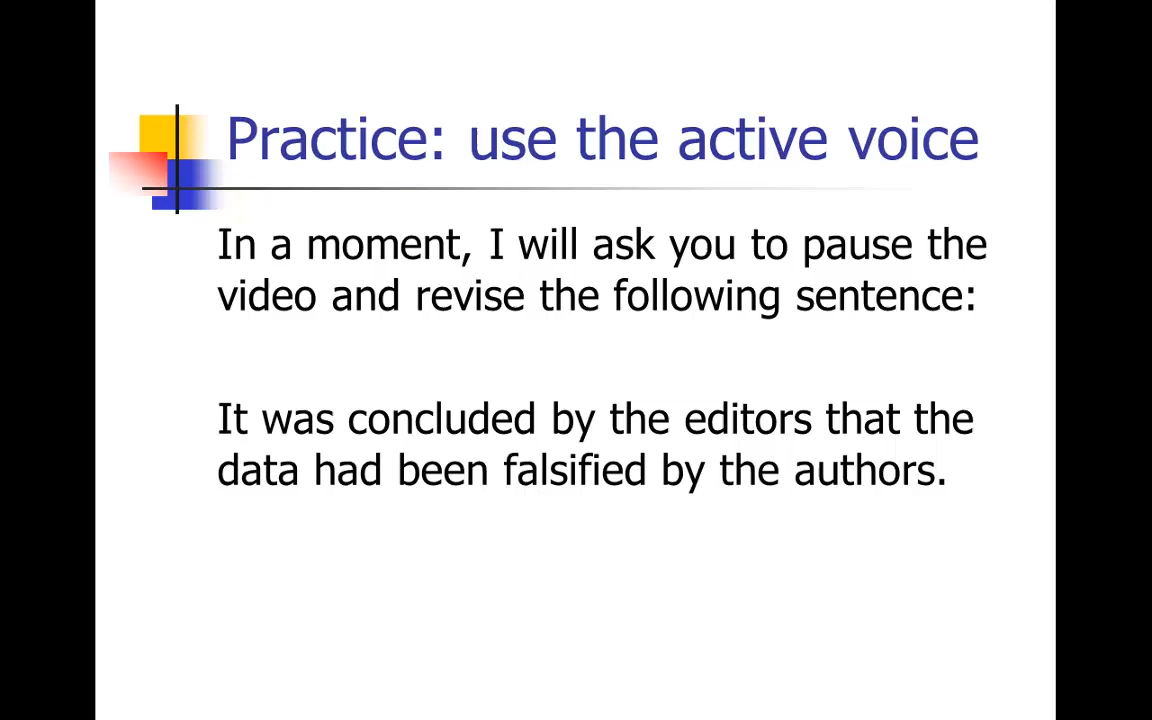 Practice: use the active voice
In a moment, I will ask you to pause the
video and revise the following sentence:
It was concluded by the editors that the
data had been falsified by the authors.